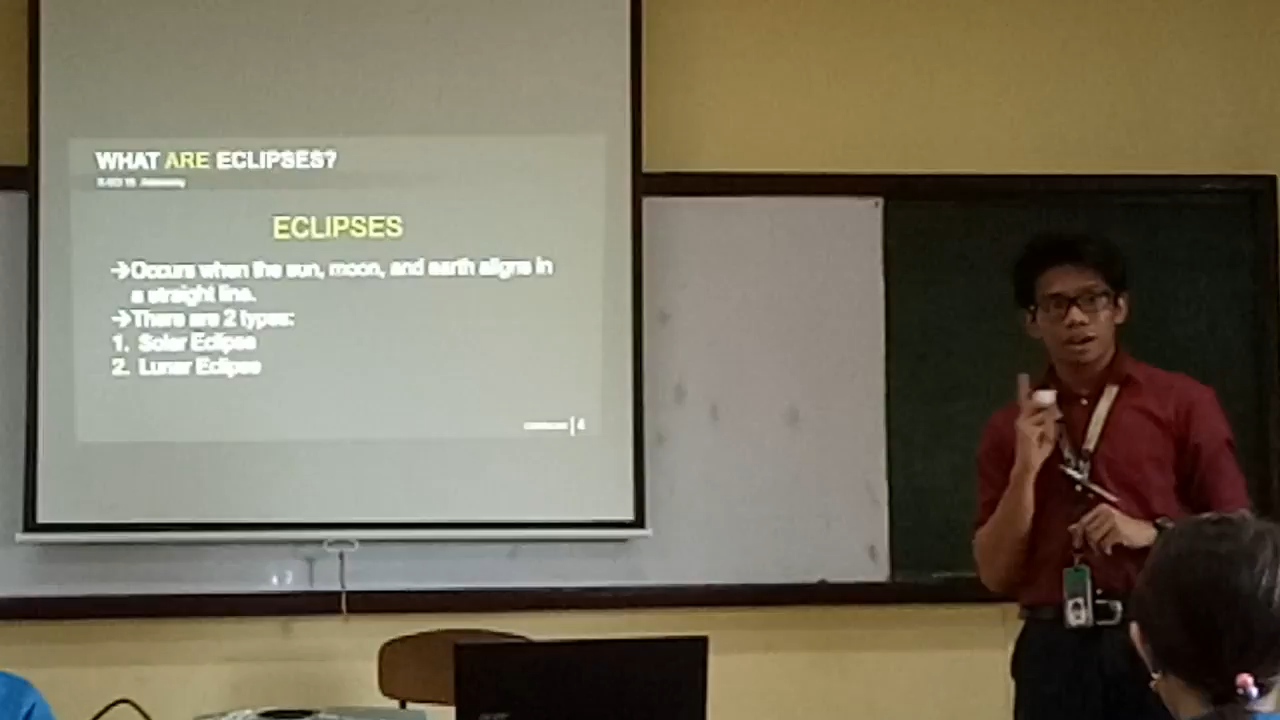 WHAT ARE ECLIPSES?
ECLIPSES
→Occurs when the sun, moon, and earth aligns in
a straight line.
→There are 2 types:
1. Solar Eclipse
2. Lunar Eclipse
4